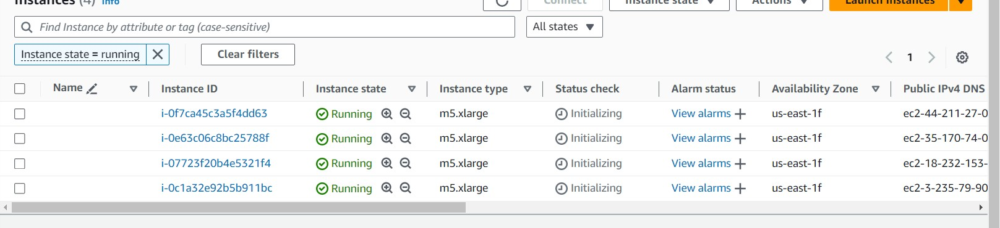 Instances (4) Info Connect Instance state Actions Launch instances
Find Instance by attribute or tag (case-sensitive) All states
Instance state = running Clear filters 1
Name Instance ID Instance state Instance type Status check Alarm status Availability Zone Public IPv4 DNS
i-0f7ca45c3a5f4dd63 Running m5.xlarge Initializing View alarms us-east-1f ec2-44-211-27-0
i-0e63c06c8bc25788f Running m5.xlarge Initializing View alarms us-east-1f ec2-35-170-74-0
i-07723f20b4e5321f4 Running m5.xlarge Initializing View alarms us-east-1f ec2-18-232-153-
i-0c1a32e92b5b911bc Running m5.xlarge Initializing View alarms us-east-1f ec2-3-235-79-90